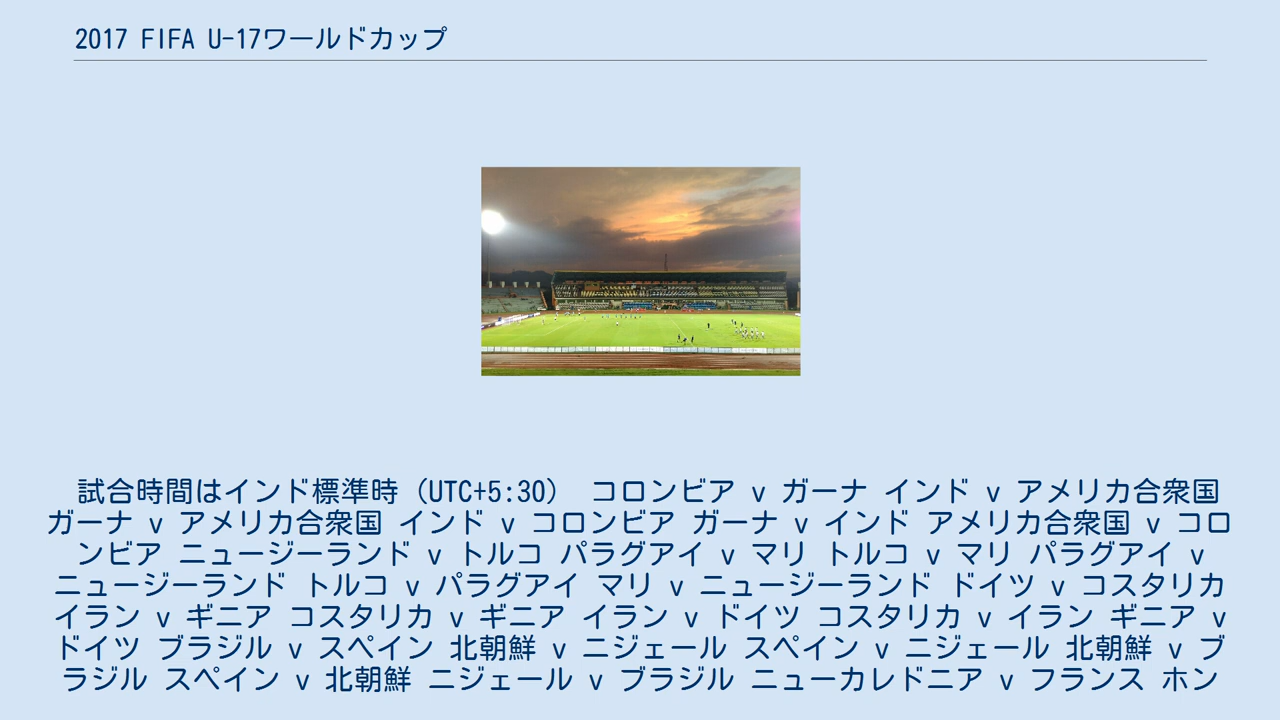 2017 FIFA U-17ワールドカップ
試合時間はインド標準時（UTC+5:30） コロンビア v ガーナ インド v アメリカ合衆国
ガーナ v アメリカ合衆国 インド v コロンビア ガーナ v インド アメリカ合衆国 v コロ
ンビア ニュージーランド v トルコ パラグアイ v マリ トルコ v マリ パラグアイ v
ニュージーランド トルコ v パラグアイ マリ v ニュージーランド ドイツ v コスタリカ
イラン v ギニア コスタリカ v ギニア イラン v ドイツ コスタリカ v イラン ギニア v
ドイツ ブラジル v スペイン 北朝鮮 v ニジェール スペイン v ニジェール 北朝鮮 v ブ
ラジル スペイン v 北朝鮮 ニジェール v ブラジル ニューカレドニア v フランス ホン